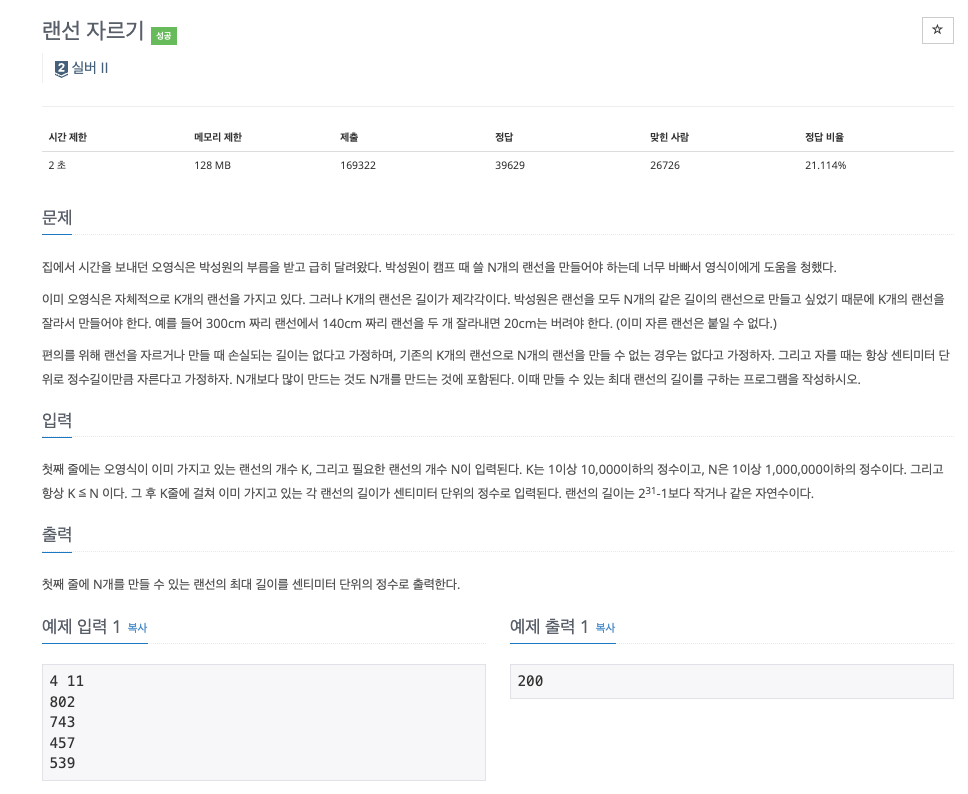 랜선 자르기 성공
☆
2 실버 II
시간 제한 메모리 제한 제출 정답 맞힌 사람 정답 비율
2 초 128 MB 169322 39629 26726 21.114%
문제
집에서 시간을 보내던 오영식은 박성원의 부름을 받고 급히 달려왔다. 박성원이 캠프 때 쓸 N개의 랜선을 만들어야 하는데 너무 바빠서 영식이에게 도움을 청했다.
이미 오영식은 자체적으로 K개의 랜선을 가지고 있다. 그러나 K개의 랜선은 길이가 제각각이다. 박성원은 랜선을 모두 N개의 같은 길이의 랜선으로 만들고 싶었기 때문에 K개의 랜선을
잘라서 만들어야 한다. 예를 들어 300cm 짜리 랜선에서 140cm 짜리 랜선을 두 개 잘라내면 20cm는 버려야 한다. (이미 자른 랜선은 붙일 수 없다.)
편의를 위해 랜선을 자르거나 만들 때 손실되는 길이는 없다고 가정하며, 기존의 K개의 랜선으로 N개의 랜선을 만들 수 없는 경우는 없다고 가정하자. 그리고 자를 때는 항상 센티미터 단
위로 정수길이만큼 자른다고 가정하자. N개보다 많이 만드는 것도 N개를 만드는 것에 포함된다. 이때 만들 수 있는 최대 랜선의 길이를 구하는 프로그램을 작성하시오.
입력
첫째 줄에는 오영식이 이미 가지고 있는 랜선의 개수 K, 그리고 필요한 랜선의 개수 N이 입력된다. K는 1이상 10,000이하의 정수이고, N은 1이상 1,000,000이하의 정수이다. 그리고
항상 K ≦ N 이다. 그 후 K줄에 걸쳐 이미 가지고 있는 각 랜선의 길이가 센티미터 단위의 정수로 입력된다. 랜선의 길이는 2³¹-1보다 작거나 같은 자연수이다.
출력
첫째 줄에 N개를 만들 수 있는 랜선의 최대 길이를 센티미터 단위의 정수로 출력한다.
예제 입력 1 복사
4 11
802
743
457
539
예제 출력 1 복사
200